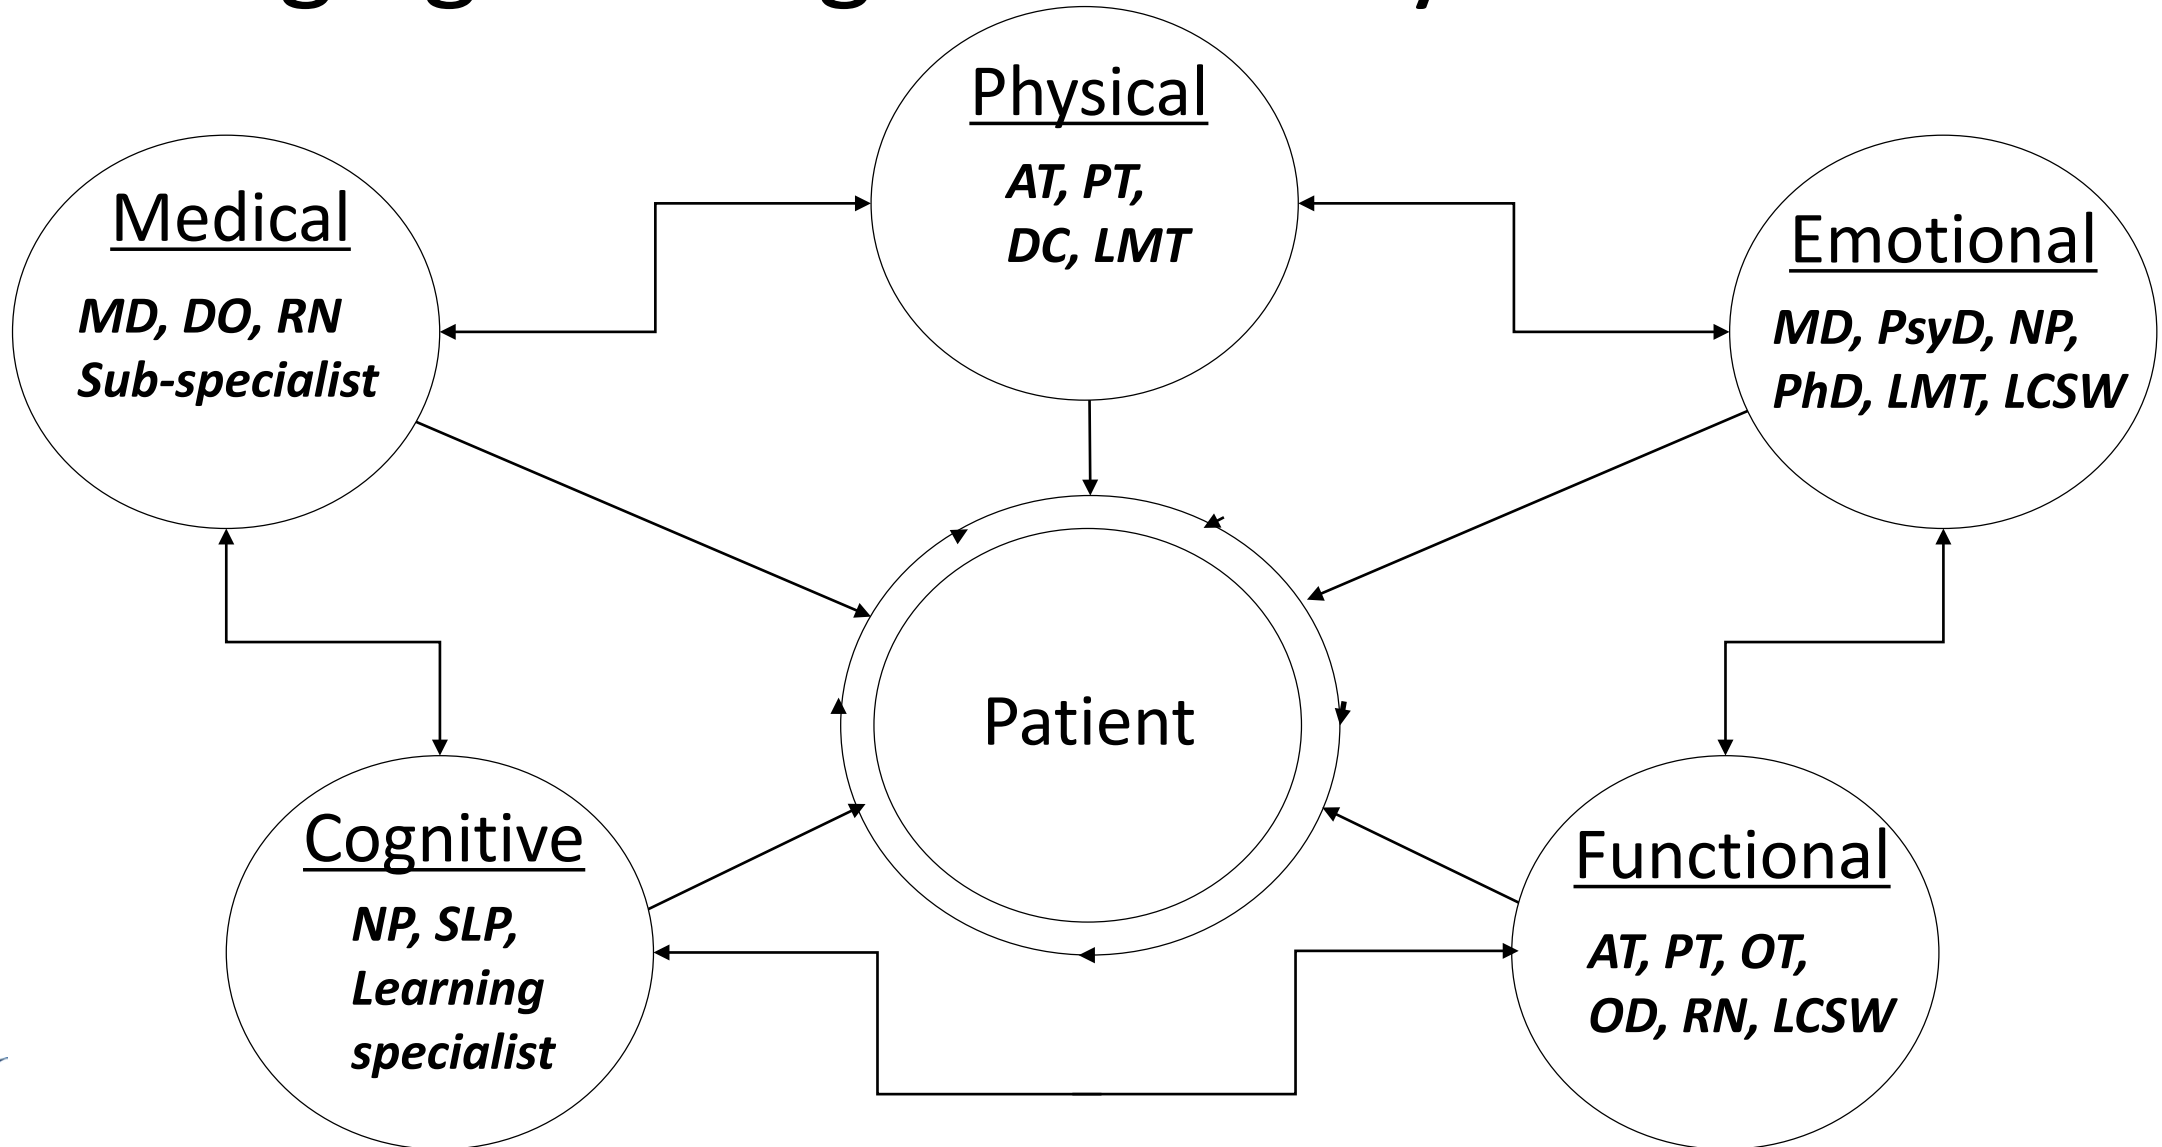 Physical
AT, PT,
DC, LMT
Medical
MD, DO, RN
Sub-specialist
Emotional
MD, PsyD, NP,
PhD, LMT, LCSW
Patient
Cognitive
NP, SLP,
Learning
specialist
Functional
AT, PT, OT,
OD, RN, LCSW